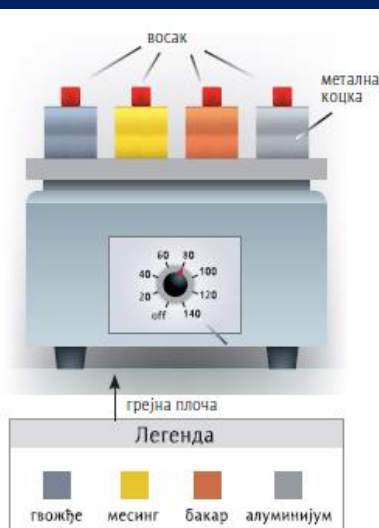 восак
метална
коцка
60 80
40 100
20 120
off 140
грејна плоча
Легенда
гвожђе месинг бакар алуминијум